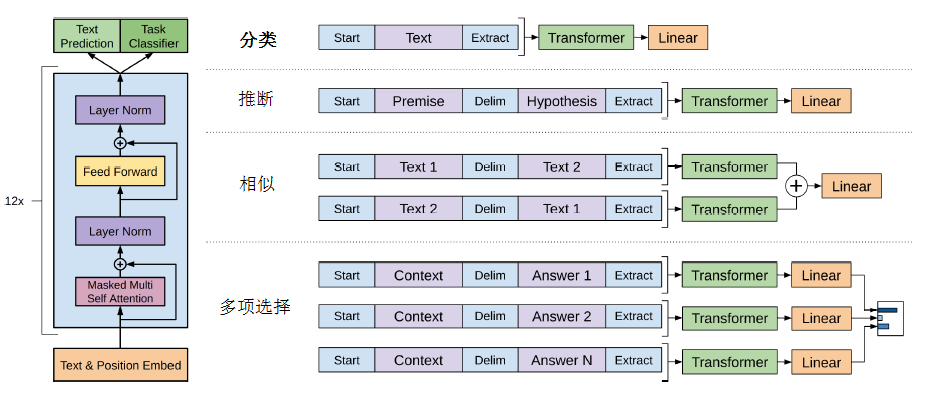 Text
Prediction
Task
Classifier
12x
Layer Norm
Feed Forward
Layer Norm
Masked Multi
Self Attention
Text & Position Embed
分类
Start Text Extract Transformer Linear
推断
Start Premise Delim Hypothesis Extract Transformer Linear
相似
Start Text 1 Delim Text 2 Extract Transformer
Start Text 2 Delim Text 1 Extract Transformer
Linear
多项选择
Start Context Delim Answer 1 Extract Transformer Linear
Start Context Delim Answer 2 Extract Transformer Linear
Start Context Delim Answer N Extract Transformer Linear